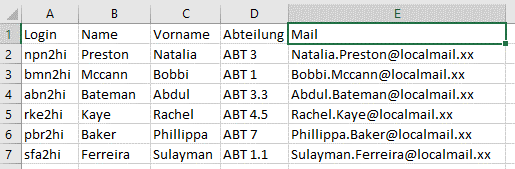 A B C D E
1 Login Name Vorname Abteilung Mail
2 npn2hi Preston Natalia ABT 3 Natalia.Preston@localmail.xx
3 bmn2hi Mccann Bobbi ABT 1 Bobbi.Mccann@localmail.xx
4 abn2hi Bateman Abdul ABT 3.3 Abdul.Bateman@localmail.xx
5 rke2hi Kaye Rachel ABT 4.5 Rachel.Kaye@localmail.xx
6 pbr2hi Baker Phillippa ABT 7 Phillippa.Baker@localmail.xx
7 sfa2hi Ferreira Sulayman ABT 1.1 Sulayman.Ferreira@localmail.xx